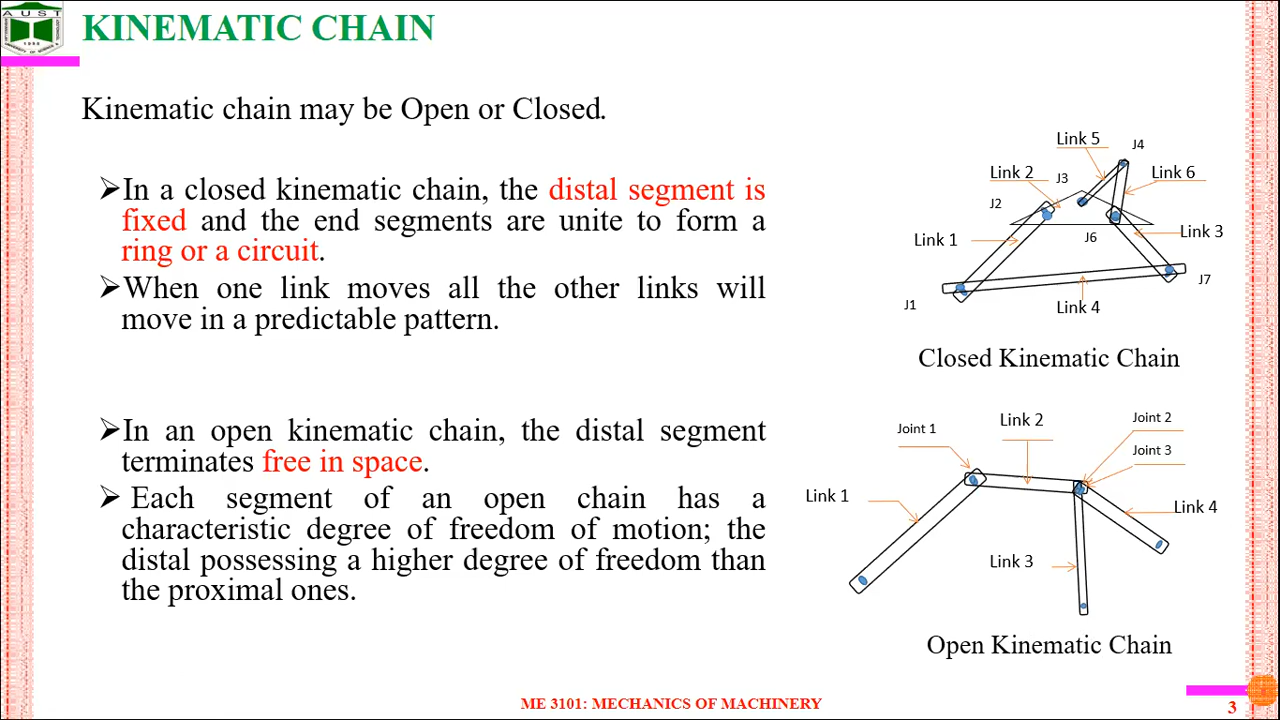 AUST
1995
KINEMATIC CHAIN
Kinematic chain may be Open or Closed.
➢In a closed kinematic chain, the distal segment is
fixed and the end segments are unite to form a
ring or a circuit.
➢When one link moves all the other links will
move in a predictable pattern.
➢In an open kinematic chain, the distal segment
terminates free in space.
➢ Each segment of an open chain has a
characteristic degree of freedom of motion; the
distal possessing a higher degree of freedom than
the proximal ones.
Link 5
J4
Link 2
J3
Link 6
J2
Link 1
J6
Link 3
J7
J1
Link 4
Closed Kinematic Chain
Joint 1
Link 2
Joint 2
Joint 3
Link 1
Link 4
Link 3
Open Kinematic Chain
ME 3101: MECHANICS OF MACHINERY
3